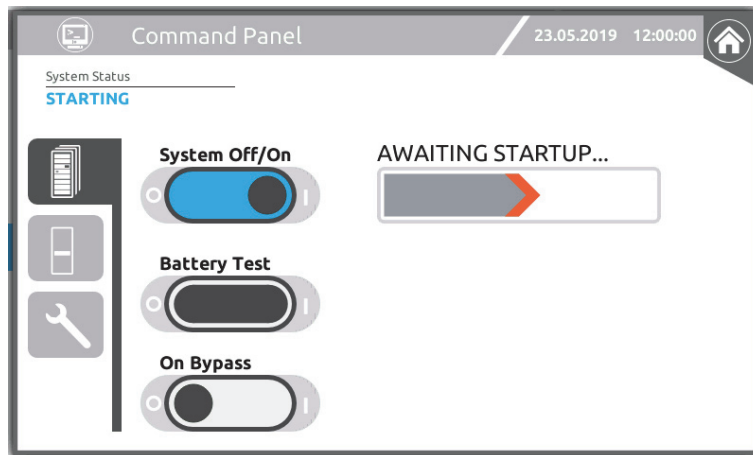 Command Panel
23.05.2019 12:00:00
System Status
STARTING
System Off/On
AWAITING STARTUP...
Battery Test
On Bypass